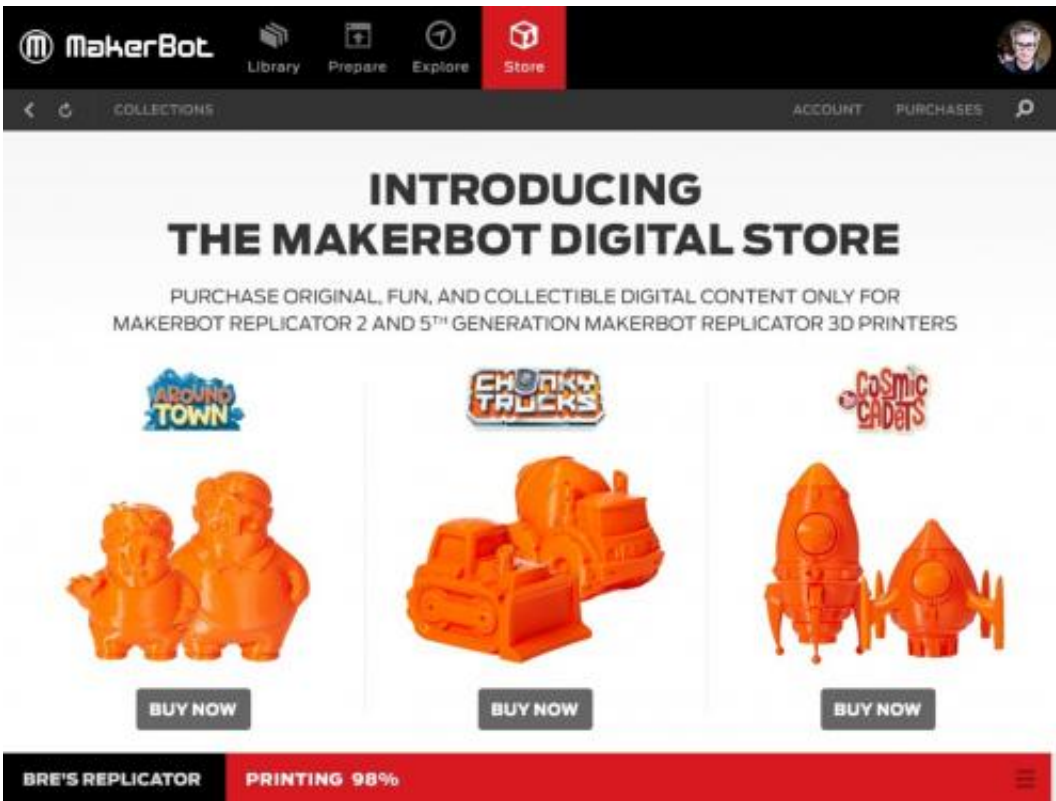 MakerBot
Library
Prepare
Explore
Store
COLLECTIONS
ACCOUNT
PURCHASES
INTRODUCING
THE MAKERBOT DIGITAL STORE
PURCHASE ORIGINAL, FUN, AND COLLECTIBLE DIGITAL CONTENT ONLY FOR
MAKERBOT REPLICATOR 2 AND 5TH GENERATION MAKERBOT REPLICATOR 3D PRINTERS
AROUND
TOWN
CHUNKY
TRUCKS
COSMIC
CADETS
BUY NOW
BUY NOW
BUY NOW
BRE'S REPLICATOR
PRINTING 98%